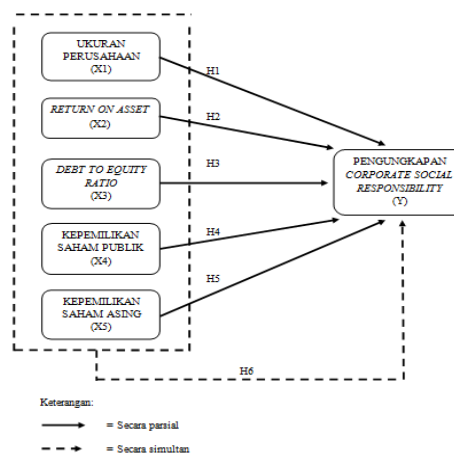 UKURAN
PERUSAHAAN
(X1)
H1
RETURN ON ASSET
(X2)
H2
DEBT TO EQUITY
RATIO
(X3)
H3
PENGUNGKAPAN
CORPORATE SOCIAL
RESPONSIBILITY
(Y)
KEPEMILIKAN
SAHAM PUBLIK
(X4)
H4
KEPEMILIKAN
SAHAM ASING
(X5)
H5
H6
Keterangan:
= Secara parsial
= Secara simultan